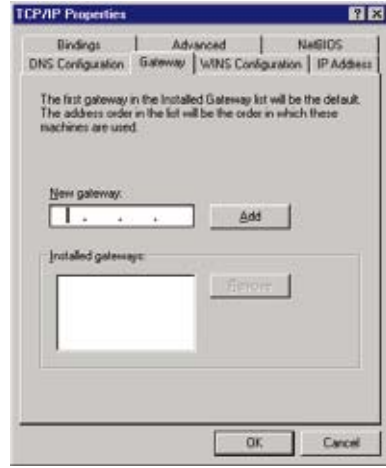 TCP/IP Properties
Bindings Advanced NetBIOS
DNS Configuration Gateway WINS Configuration IP Address
The first gateway in the Installed Gateway list will be the default.
The address order in the list will be the order in which these
machines are used.
New gateway:
. . . Add
Installed gateways:
Remove
OK Cancel